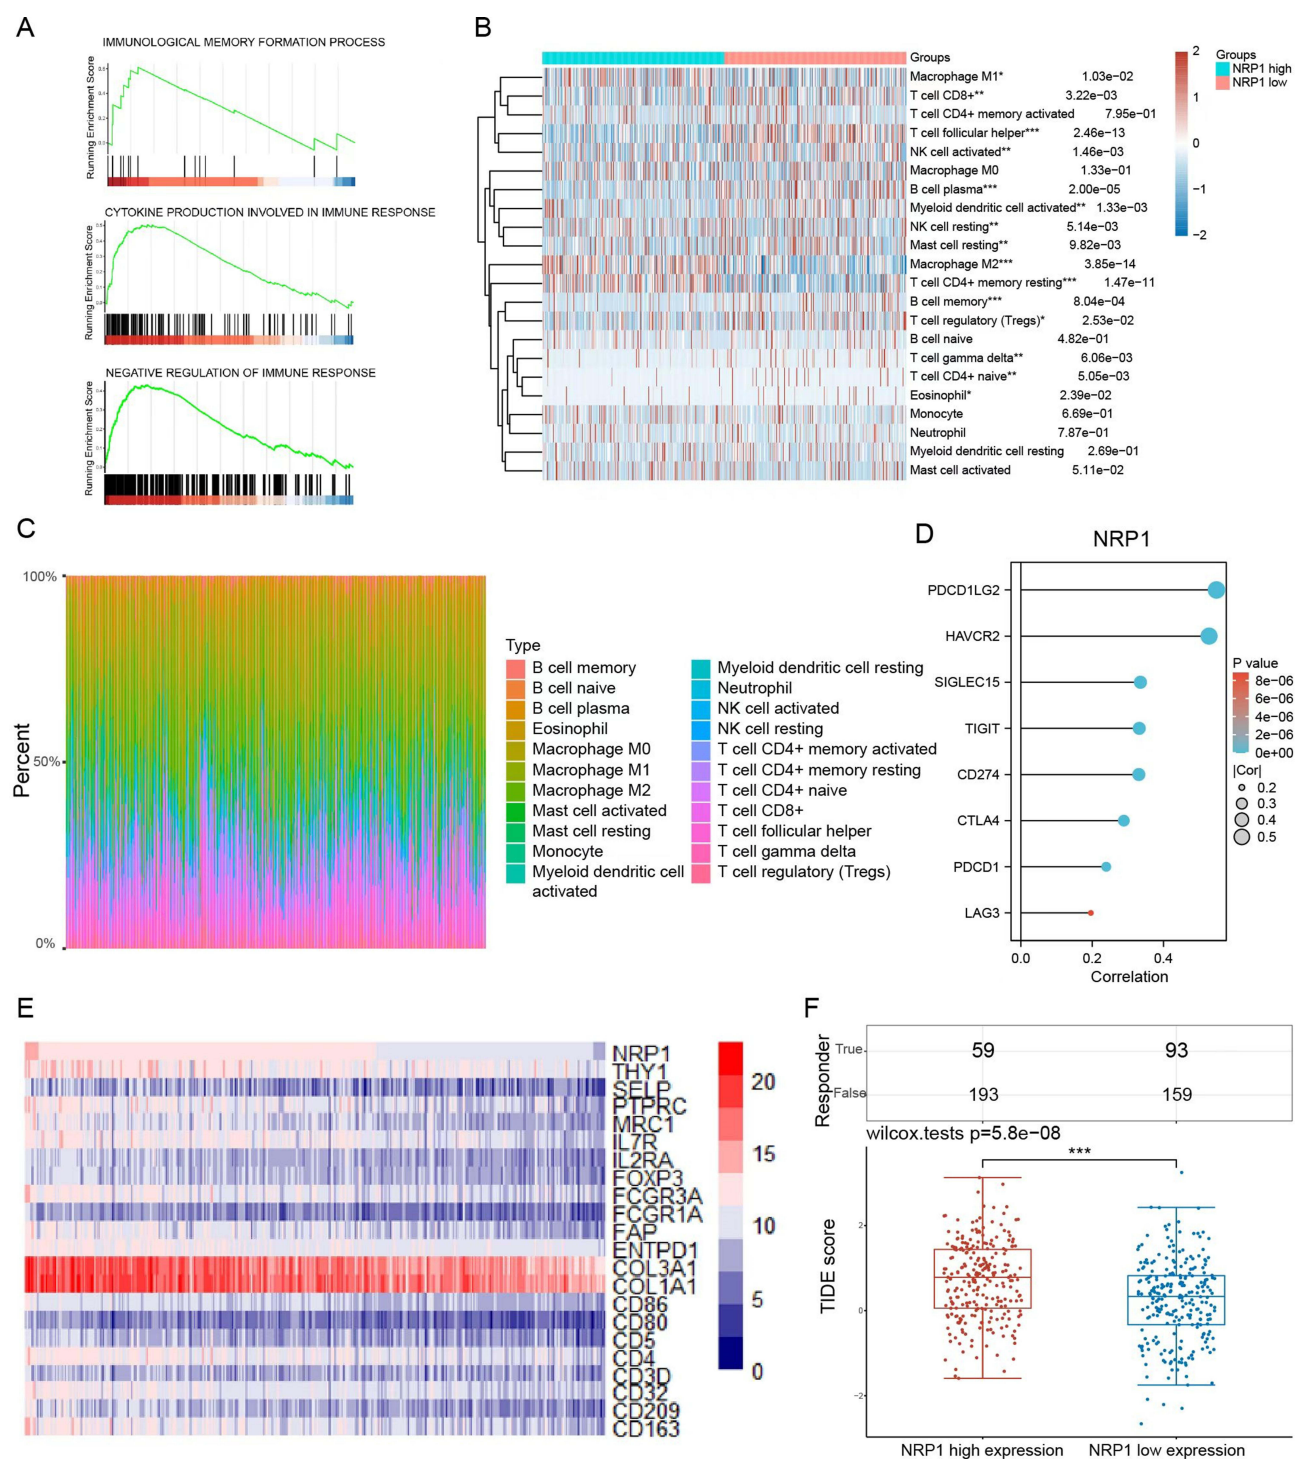 A
IMMUNOLOGICAL MEMORY FORMATION PROCESS
Running Enrichment Score
CYTOKINE PRODUCTION INVOLVED IN IMMUNE RESPONSE
Running Enrichment Score
NEGATIVE REGULATION OF IMMUNE RESPONSE
Running Enrichment Score
B
Groups
Macrophage M1* 1.03e−02
T cell CD8+** 3.22e−03
T cell CD4+ memory activated 7.95e−01
T cell follicular helper*** 2.46e−13
NK cell activated** 1.46e−03
Macrophage M0 1.33e−01
B cell plasma*** 2.00e−05
Myeloid dendritic cell activated** 1.33e−03
NK cell resting** 5.14e−03
Mast cell resting** 9.82e−03
Macrophage M2*** 3.85e−14
T cell CD4+ memory resting*** 1.47e−11
B cell memory*** 8.04e−04
T cell regulatory (Tregs)* 2.53e−02
B cell naive 4.82e−01
T cell gamma delta** 6.06e−03
T cell CD4+ naive** 5.05e−03
Eosinophil* 2.39e−02
Monocyte 6.69e−01
Neutrophil 7.87e−01
Myeloid dendritic cell resting 2.69e−01
Mast cell activated 5.11e−02
2
1
0
−1
−2
Groups
NRP1 high
NRP1 low
C
100%
50%
0%
Percent
Type
B cell memory
B cell naive
B cell plasma
Eosinophil
Macrophage M0
Macrophage M1
Macrophage M2
Mast cell activated
Mast cell resting
Monocyte
Myeloid dendritic cell
activated
Myeloid dendritic cell resting
Neutrophil
NK cell activated
NK cell resting
T cell CD4+ memory activated
T cell CD4+ memory resting
T cell CD4+ naive
T cell CD8+
T cell follicular helper
T cell gamma delta
T cell regulatory (Tregs)
D
NRP1
PDCD1LG2
HAVCR2
SIGLEC15
TIGIT
CD274
CTLA4
PDCD1
LAG3
0.0 0.2 0.4
Correlation
P value
8e−06
6e−06
4e−06
2e−06
0e+00
|Cor|
0.2
0.3
0.4
0.5
E
NRP1
THY1
SELP
PTPRC
MRC1
IL7R
IL2RA
FOXP3
FCGR3A
FCGR1A
FAP
ENTPD1
COL3A1
COL1A1
CD86
CD80
CD5
CD4
CD3D
CD32
CD209
CD163
20
15
10
5
0
F
Responder
True 59 93
False 193 159
wilcox.tests p=5.8e−08
***
TIDE score
2
0
−2
NRP1 high expression NRP1 low expression